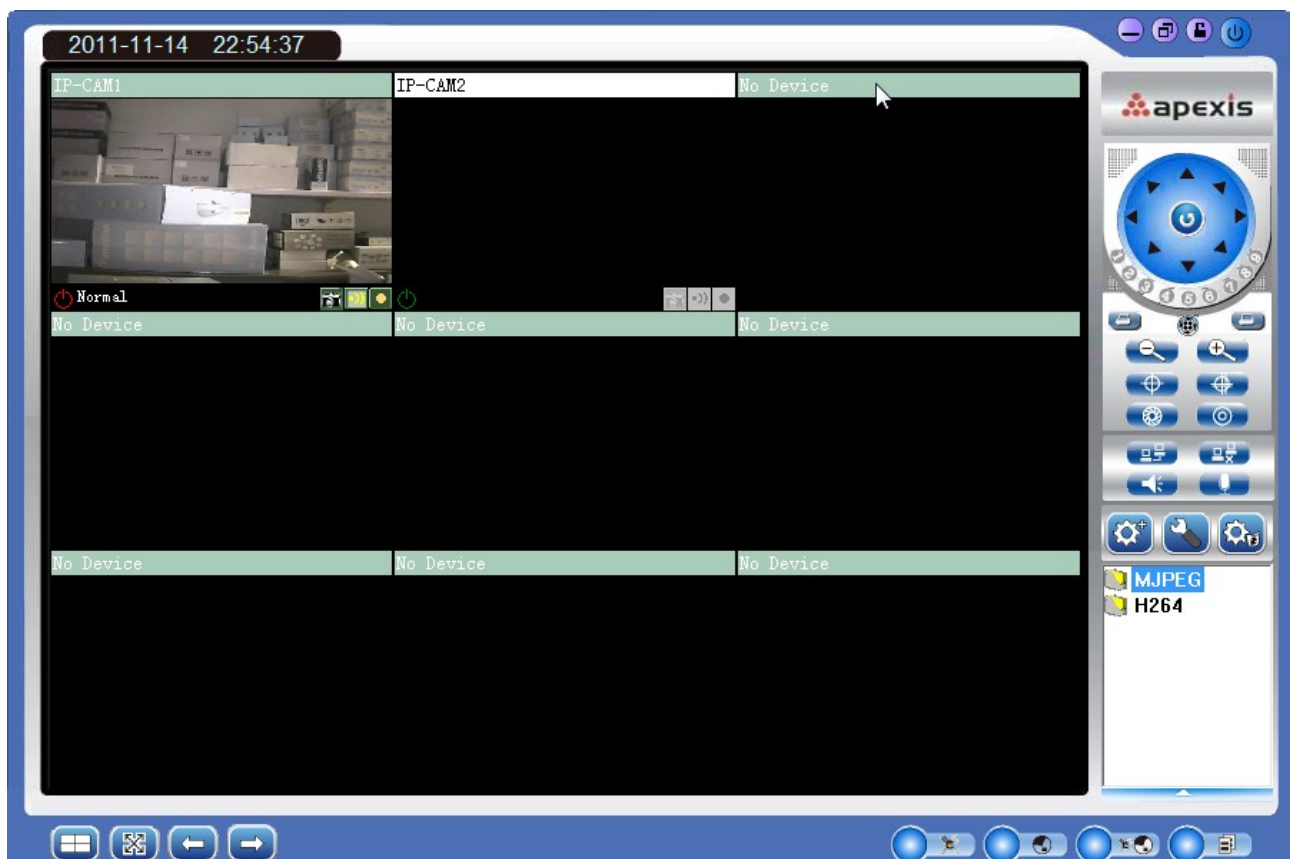 2011-11-14 22:54:37
IP-CAM1
IP-CAM2
No Device
apexis
Normal
No Device
No Device
No Device
No Device
No Device
No Device
MJPEG
H264